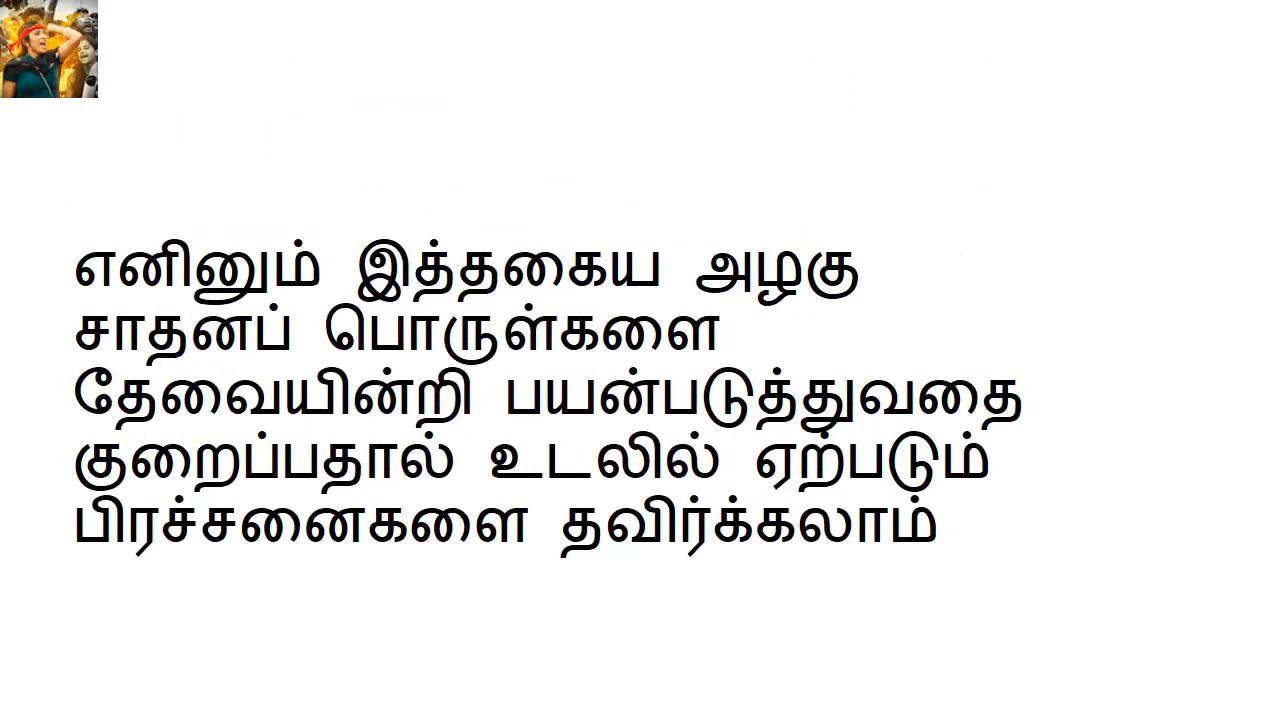 எனினும் இத்தகைய அழகு
சாதனப் பொருள்களை
தேவையின்றி பயன்படுத்துவதை
குறைப்பதால் உடலில் ஏற்படும்
பிரச்சனைகளை தவிர்க்கலாம்